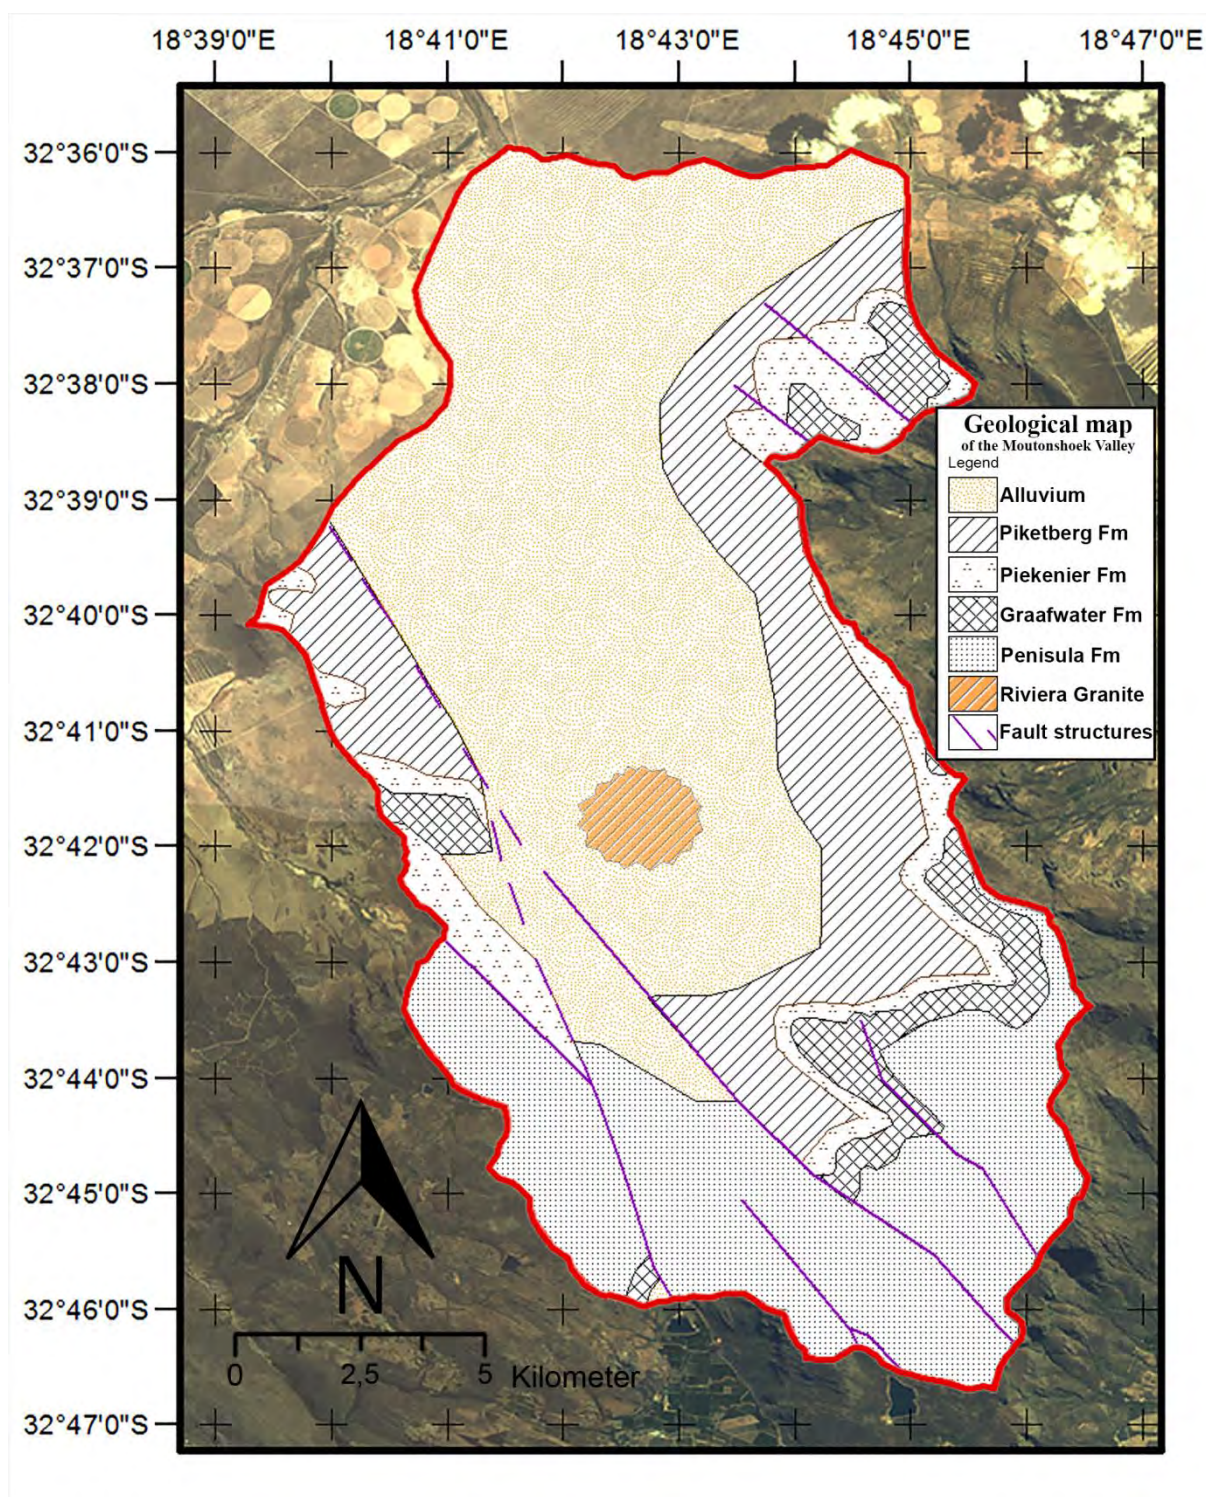 18°39'0"E 18°41'0"E 18°43'0"E 18°45'0"E 18°47'0"E
32°36'0"S
32°37'0"S
32°38'0"S
32°39'0"S
32°40'0"S
32°41'0"S
32°42'0"S
32°43'0"S
32°44'0"S
32°45'0"S
32°46'0"S
32°47'0"S
Geological map
of the Moutonshoek Valley
Legend
Alluvium
Piketberg Fm
Piekenier Fm
Graafwater Fm
Penisula Fm
Riviera Granite
Fault structures
N
0 2,5 5 Kilometer